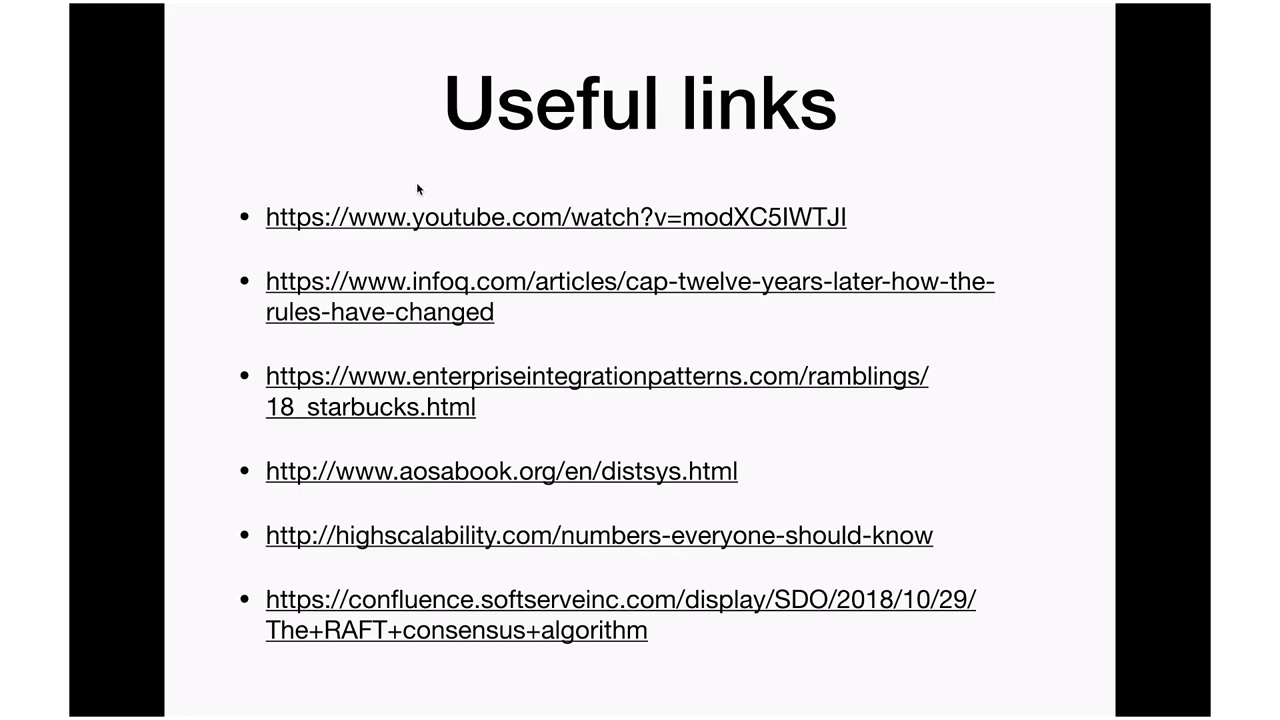 Useful links
• https://www.youtube.com/watch?v=modXC5IWTJI
• https://www.infoq.com/articles/cap-twelve-years-later-how-the-
rules-have-changed
• https://www.enterpriseintegrationpatterns.com/ramblings/
18_starbucks.html
• http://www.aosabook.org/en/distsys.html
• http://highscalability.com/numbers-everyone-should-know
• https://confluence.softserveinc.com/display/SDO/2018/10/29/
The+RAFT+consensus+algorithm